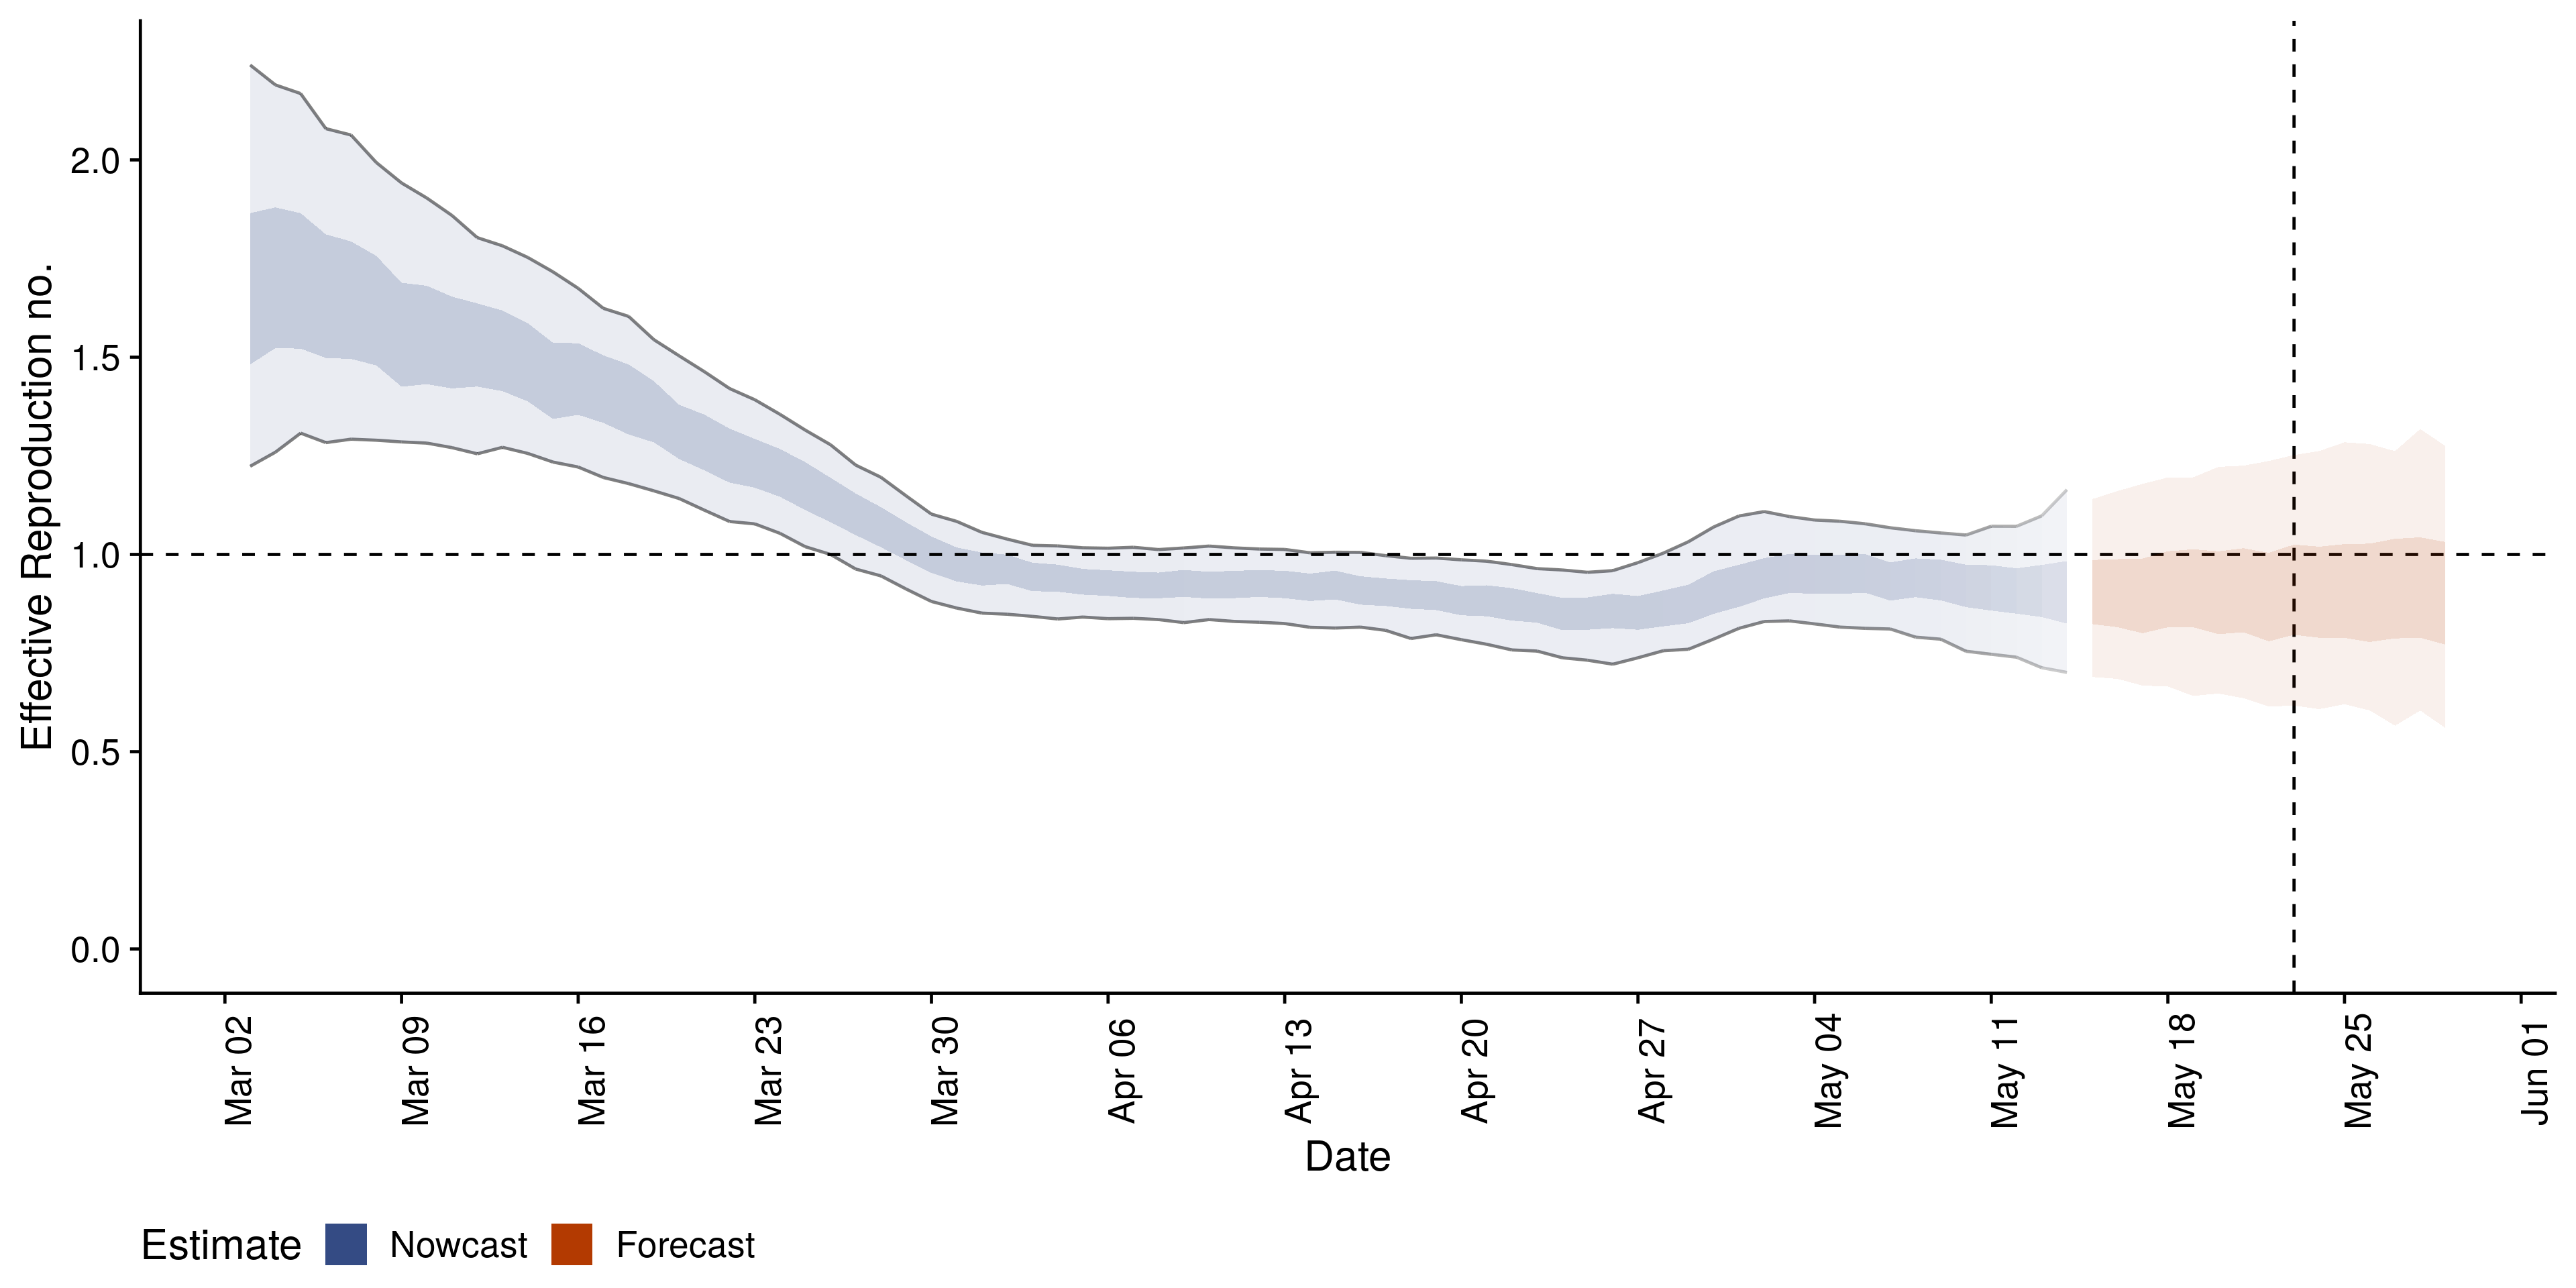 Effective Reproduction no.
2.0
1.5
1.0
0.5
0.0
Mar 02
Mar 09
Mar 16
Mar 23
Mar 30
Apr 06
Apr 13
Apr 20
Apr 27
May 04
May 11
May 18
May 25
Jun 01
Date
Estimate Nowcast Forecast